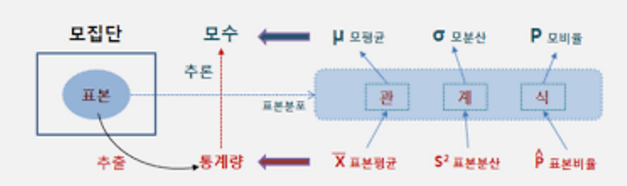 모집단 모수 μ 모평균 σ 모분산 P 모비율
추론
표본 관 계 식
표본분포
추출 통계량 X̄ 표본평균 S² 표본분산 P̂ 표본비율